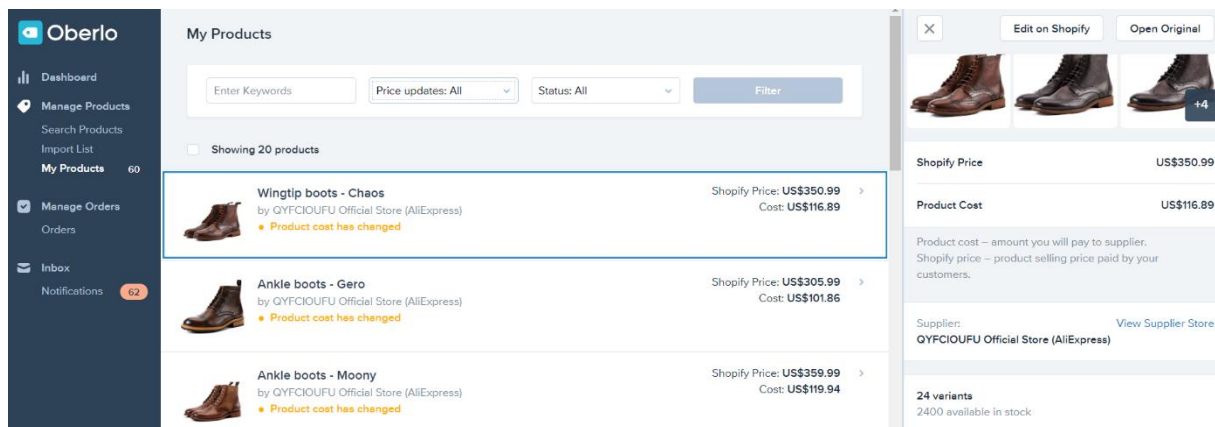 Oberlo
Dashboard
Manage Products
Search Products
Import List
My Products 60
Manage Orders
Orders
Inbox
Notifications 62
My Products
Enter Keywords
Price updates: All
Status: All
Filter
Showing 20 products
Wingtip boots - Chaos
by QYFCIOUFU Official Store (AliExpress)
Product cost has changed
Shopify Price: US$350.99
Cost: US$116.89
Ankle boots - Gero
by QYFCIOUFU Official Store (AliExpress)
Product cost has changed
Shopify Price: US$305.99
Cost: US$101.86
Ankle boots - Moony
by QYFCIOUFU Official Store (AliExpress)
Product cost has changed
Shopify Price: US$359.99
Cost: US$119.94
Edit on Shopify
Open Original
+4
Shopify Price US$350.99
Product Cost US$116.89
Product cost – amount you will pay to supplier.
Shopify price – product selling price paid by your
customers.
Supplier: View Supplier Store
QYFCIOUFU Official Store (AliExpress)
24 variants
2400 available in stock